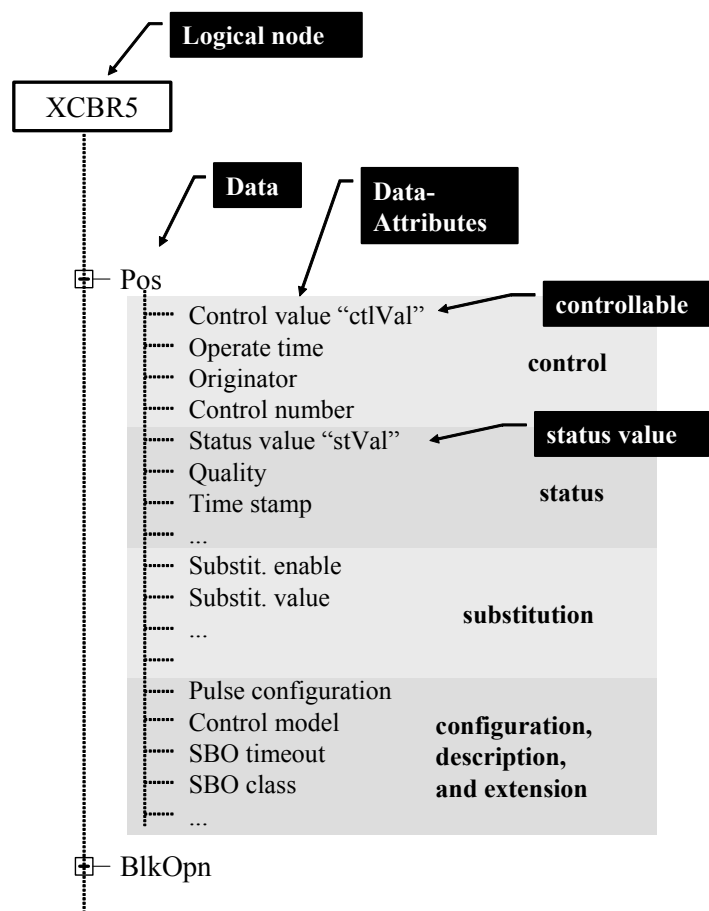 Logical node
XCBR5
Data
Data-
Attributes
Pos
Control value “ctlVal”
controllable
Operate time
control
Originator
Control number
Status value “stVal”
status value
Quality
status
Time stamp
...
Substit. enable
Substit. value
substitution
...
Pulse configuration
Control model
configuration,
SBO timeout
description,
SBO class
and extension
...
BlkOpn